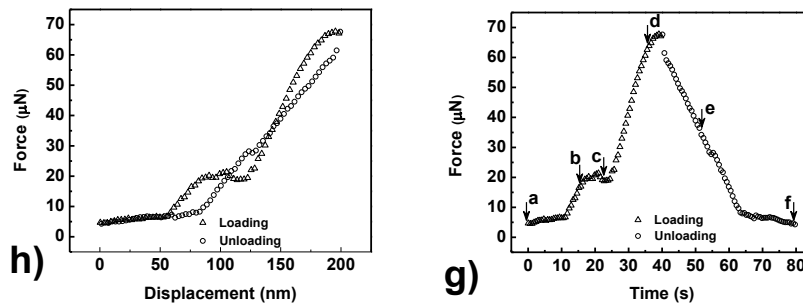 70
60
50
40
30
20
10
0
Force (μN)
△ Loading
○ Unloading
0 50 100 150 200
Displacement (nm)
h)
70
60
50
40
30
20
10
0
Force (μN)
a
b
c
d
e
f
△ Loading
○ Unloading
0 10 20 30 40 50 60 70 80
Time (s)
g)